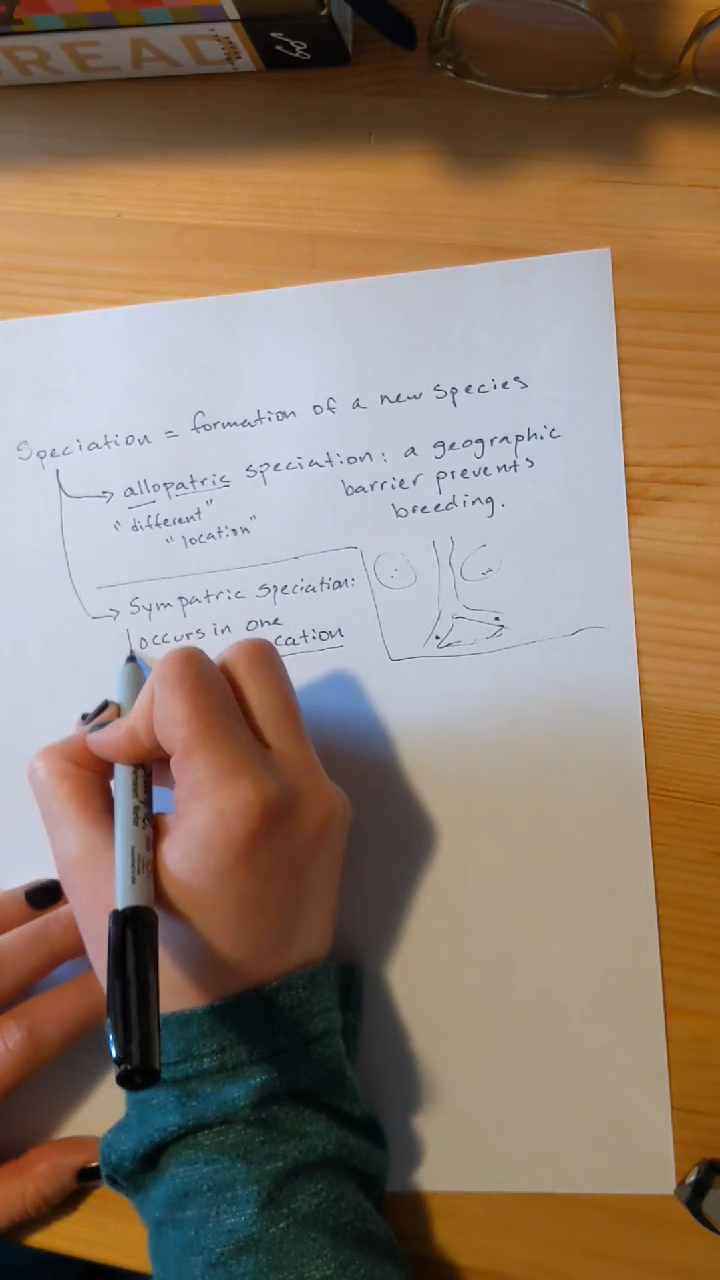 READ
Speciation = formation of a new species
allopatric speciation: a geographic
barrier prevents
breeding.
"different"
"location"
Sympatric speciation:
occurs in one
cation